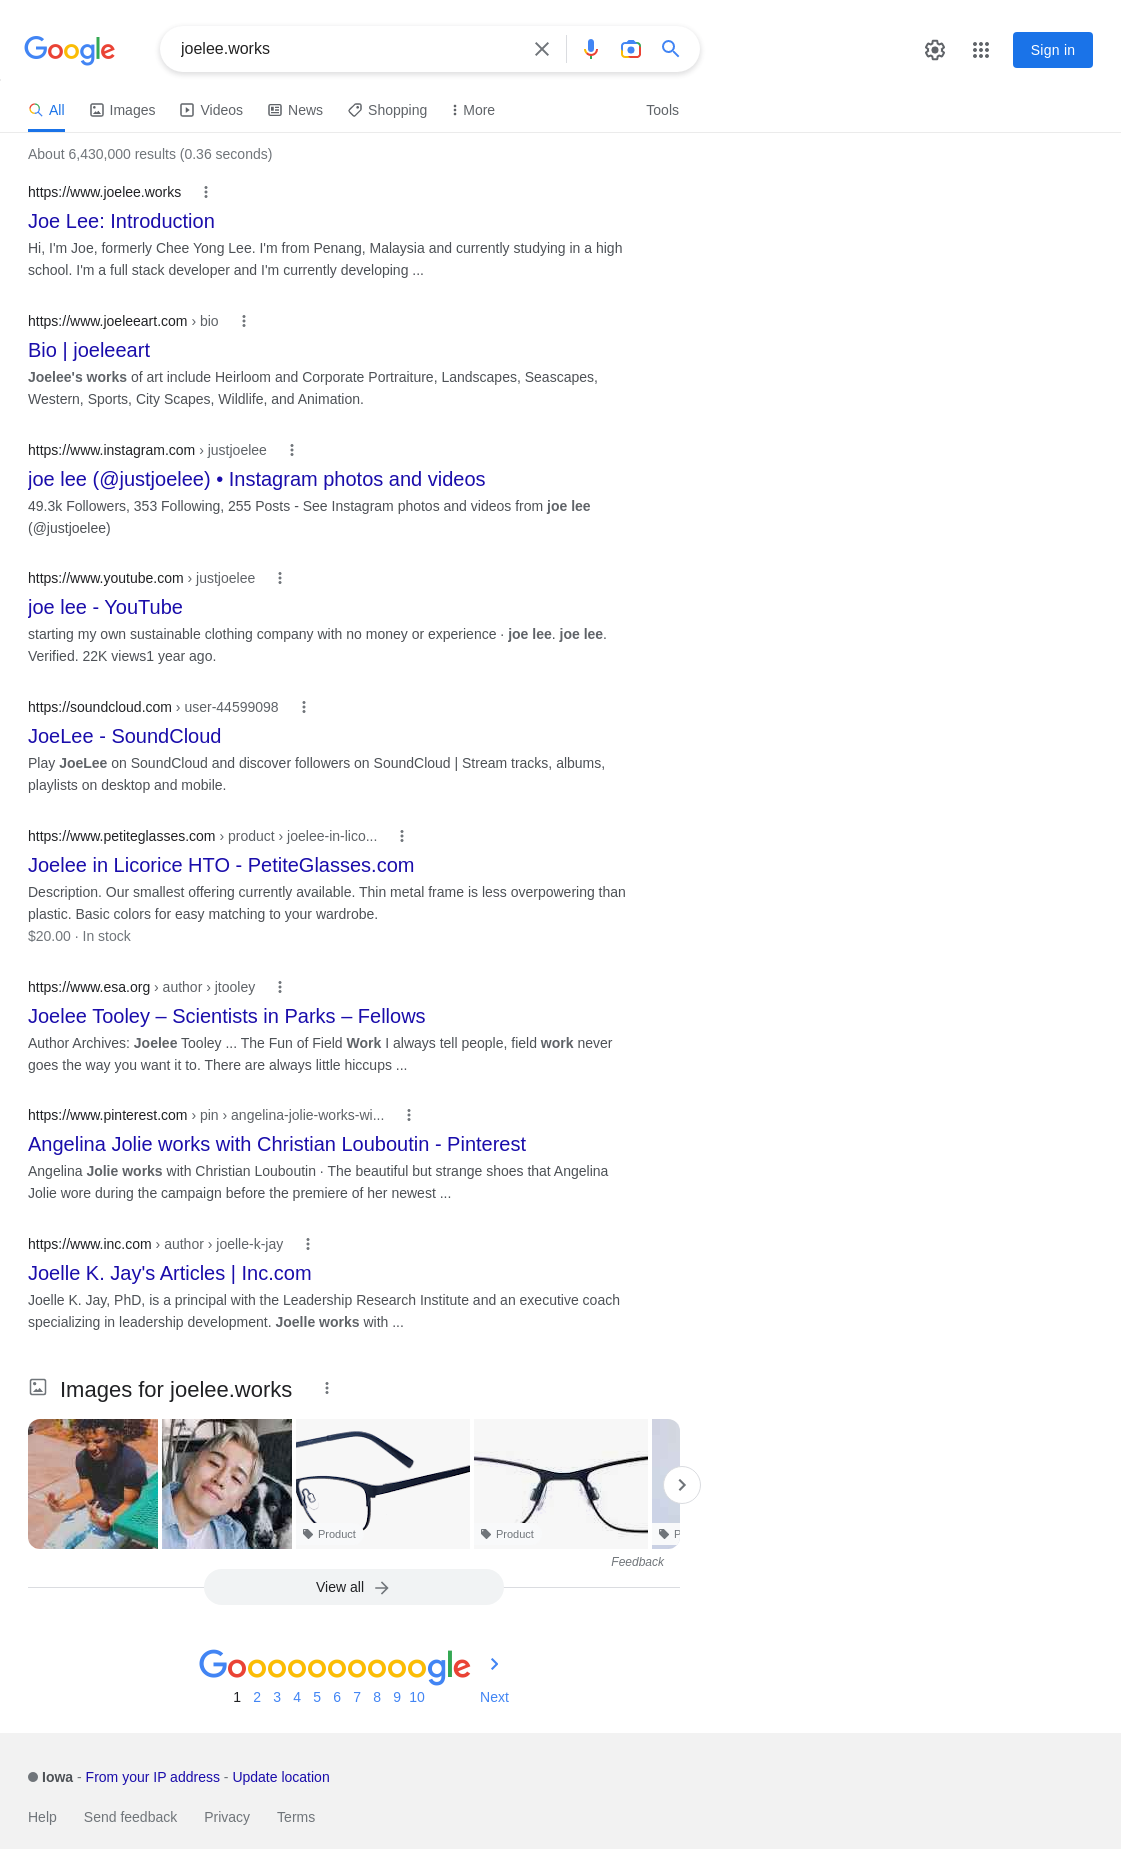 Google
joelee.works
Sign in
All
Images
Videos
News
Shopping
More
Tools
About 6,430,000 results (0.36 seconds)
https://www.joelee.works
Joe Lee: Introduction
Hi, I'm Joe, formerly Chee Yong Lee. I'm from Penang, Malaysia and currently studying in a high
school. I'm a full stack developer and I'm currently developing ...
https://www.joeleeart.com › bio
Bio | joeleeart
Joelee's works of art include Heirloom and Corporate Portraiture, Landscapes, Seascapes,
Western, Sports, City Scapes, Wildlife, and Animation.
https://www.instagram.com › justjoelee
joe lee (@justjoelee) • Instagram photos and videos
49.3k Followers, 353 Following, 255 Posts - See Instagram photos and videos from joe lee
(@justjoelee)
https://www.youtube.com › justjoelee
joe lee - YouTube
starting my own sustainable clothing company with no money or experience · joe lee. joe lee.
Verified. 22K views1 year ago.
https://soundcloud.com › user-44599098
JoeLee - SoundCloud
Play JoeLee on SoundCloud and discover followers on SoundCloud | Stream tracks, albums,
playlists on desktop and mobile.
https://www.petiteglasses.com › product › joelee-in-lico...
Joelee in Licorice HTO - PetiteGlasses.com
Description. Our smallest offering currently available. Thin metal frame is less overpowering than
plastic. Basic colors for easy matching to your wardrobe.
$20.00 · In stock
https://www.esa.org › author › jtooley
Joelee Tooley – Scientists in Parks – Fellows
Author Archives: Joelee Tooley ... The Fun of Field Work I always tell people, field work never
goes the way you want it to. There are always little hiccups ...
https://www.pinterest.com › pin › angelina-jolie-works-wi...
Angelina Jolie works with Christian Louboutin - Pinterest
Angelina Jolie works with Christian Louboutin · The beautiful but strange shoes that Angelina
Jolie wore during the campaign before the premiere of her newest ...
https://www.inc.com › author › joelle-k-jay
Joelle K. Jay's Articles | Inc.com
Joelle K. Jay, PhD, is a principal with the Leadership Research Institute and an executive coach
specializing in leadership development. Joelle works with ...
Images for joelee.works
Product
Product
P
Feedback
View all
Goooooooooogle
1 2 3 4 5 6 7 8 9 10 Next
Iowa - From your IP address - Update location
Help Send feedback Privacy Terms